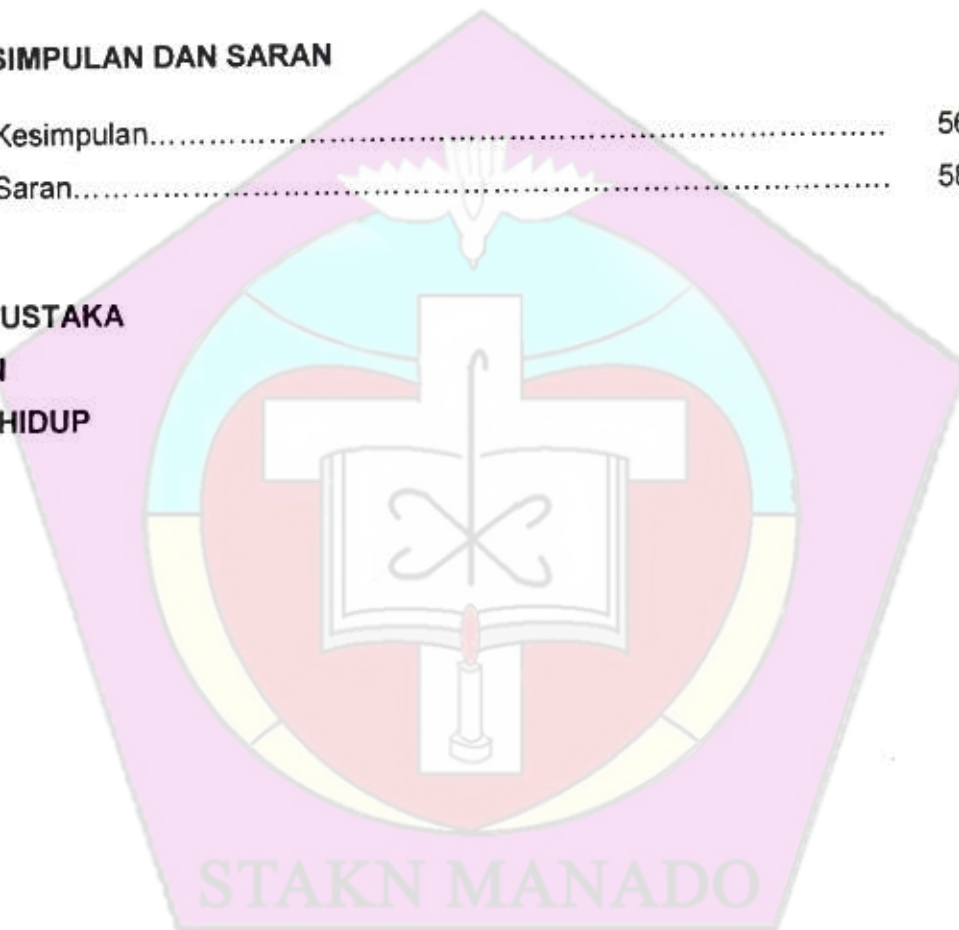 SIMPULAN DAN SARAN
Kesimpulan........................................................................ 56
Saran................................................................................ 58
USTAKA
N
HIDUP
STAKN MANADO